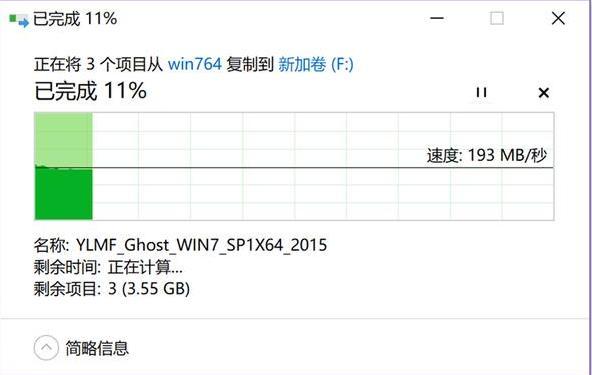 已完成 11%
正在将 3 个项目从 win764 复制到 新加卷 (F:)
已完成 11%
速度: 193 MB/秒
名称: YLMF_Ghost_WIN7_SP1X64_2015
剩余时间: 正在计算...
剩余项目: 3 (3.55 GB)
简略信息